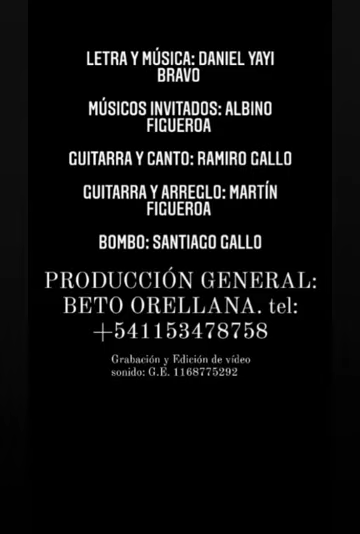 LETRA Y MÚSICA: DANIEL YAYI
BRAVO
MÚSICOS INVITADOS: ALBINO
FIGUEROA
GUITARRA Y CANTO: RAMIRO GALLO
GUITARRA Y ARREGLO: MARTÍN
FIGUEROA
BOMBO: SANTIAGO GALLO
PRODUCCIÓN GENERAL:
BETO ORELLANA. tel:
+541153478758
Grabación y Edición de vídeo
sonido: G.E. 1168775292